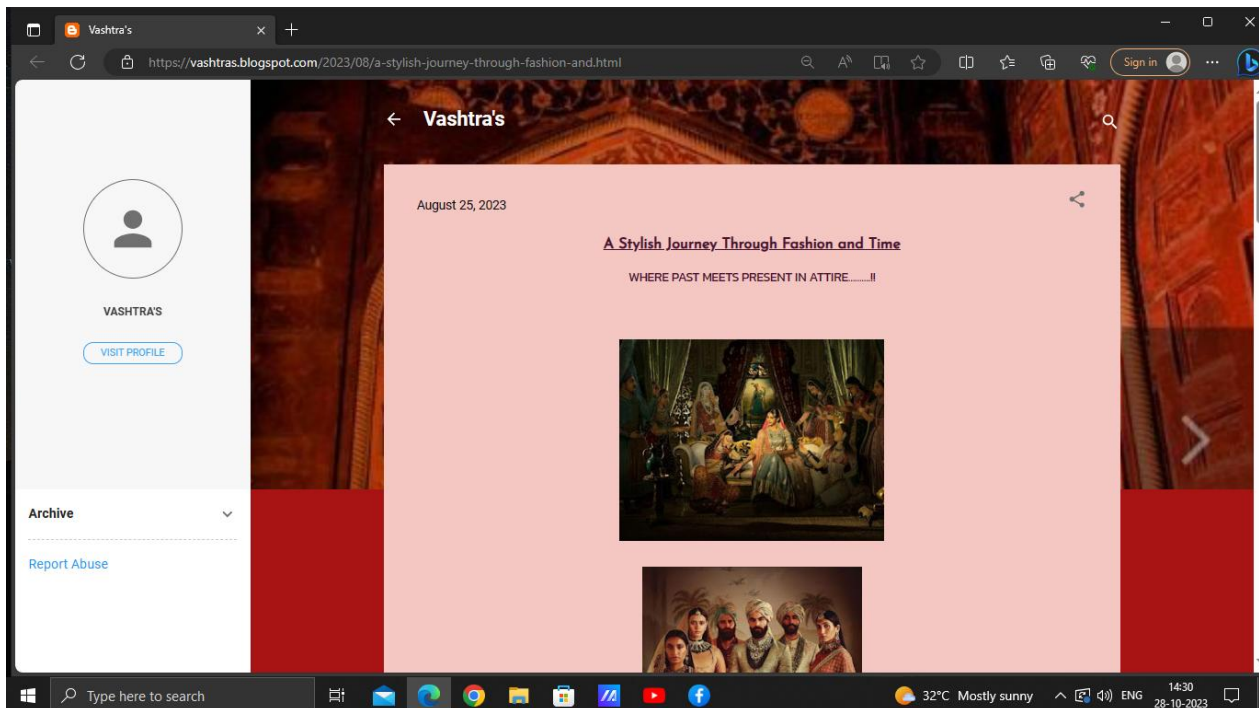 Vashtra's
https://vashtras.blogspot.com/2023/08/a-stylish-journey-through-fashion-and.html
Sign in
Vashtra's
August 25, 2023
A Stylish Journey Through Fashion and Time
WHERE PAST MEETS PRESENT IN ATTIRE.........!!
VASHTRA'S
VISIT PROFILE
Archive
Report Abuse
Type here to search
32°C Mostly sunny
ENG
14:30
28-10-2023